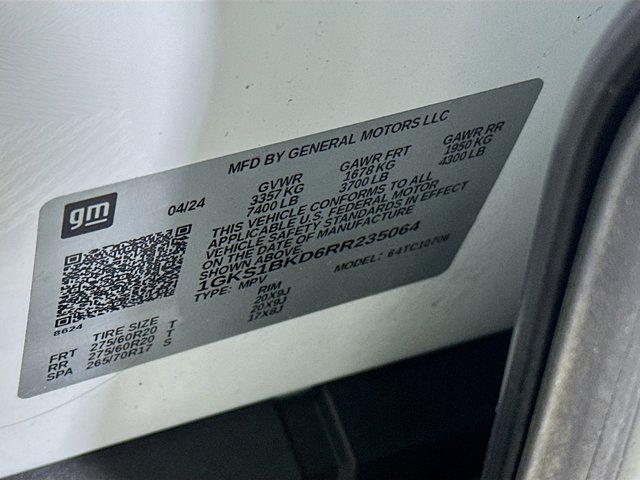 MFD BY GENERAL MOTORS LLC
gm
04/24
GVWR
3357 KG
7400 LB
GAWR FRT
1678 KG
3700 LB
GAWR RR
1950 KG
4300 LB
THIS VEHICLE CONFORMS TO ALL
APPLICABLE U.S. FEDERAL MOTOR
VEHICLE SAFETY STANDARDS IN EFFECT
ON THE DATE OF MANUFACTURE
SHOWN ABOVE.
1GKS1BKD6RR235064
TYPE: MPV
MODEL: 64TC10706
8624
TIRE SIZE RIM
FRT 275/60R20 T 20X9J
RR 275/60R20 T 20X9J
SPA 265/70R17 S 17X8J